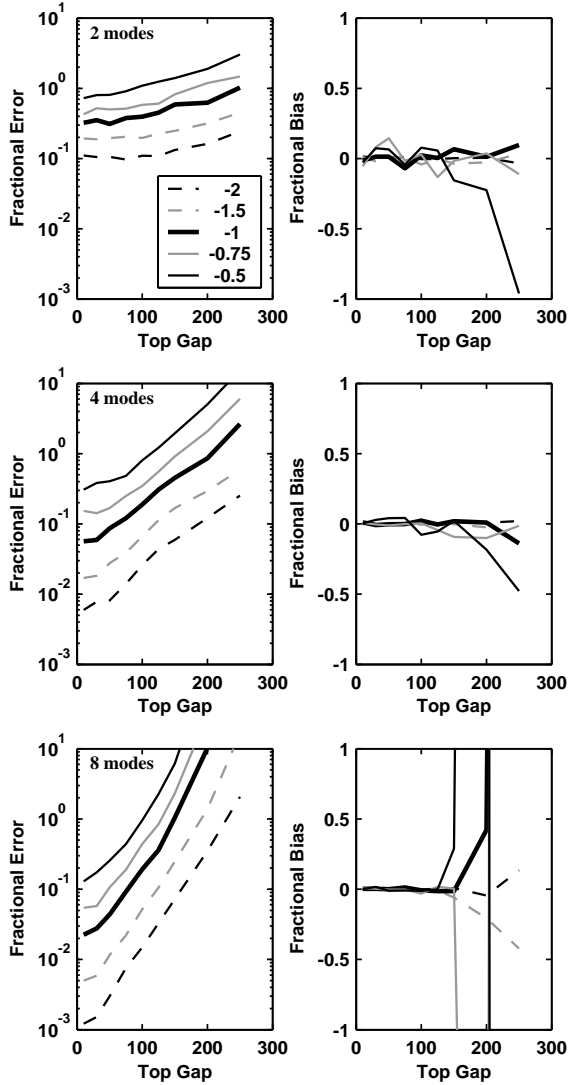 2 modes
10^1
10^0
10^-1
10^-2
10^-3
Fractional Error
-2
-1.5
-1
-0.75
-0.5
0 100 200 300
Top Gap
1
0.5
0
-0.5
-1
Fractional Bias
0 100 200 300
Top Gap
4 modes
10^1
10^0
10^-1
10^-2
10^-3
Fractional Error
0 100 200 300
Top Gap
1
0.5
0
-0.5
-1
Fractional Bias
0 100 200 300
Top Gap
8 modes
10^1
10^0
10^-1
10^-2
10^-3
Fractional Error
0 100 200 300
Top Gap
1
0.5
0
-0.5
-1
Fractional Bias
0 100 200 300
Top Gap